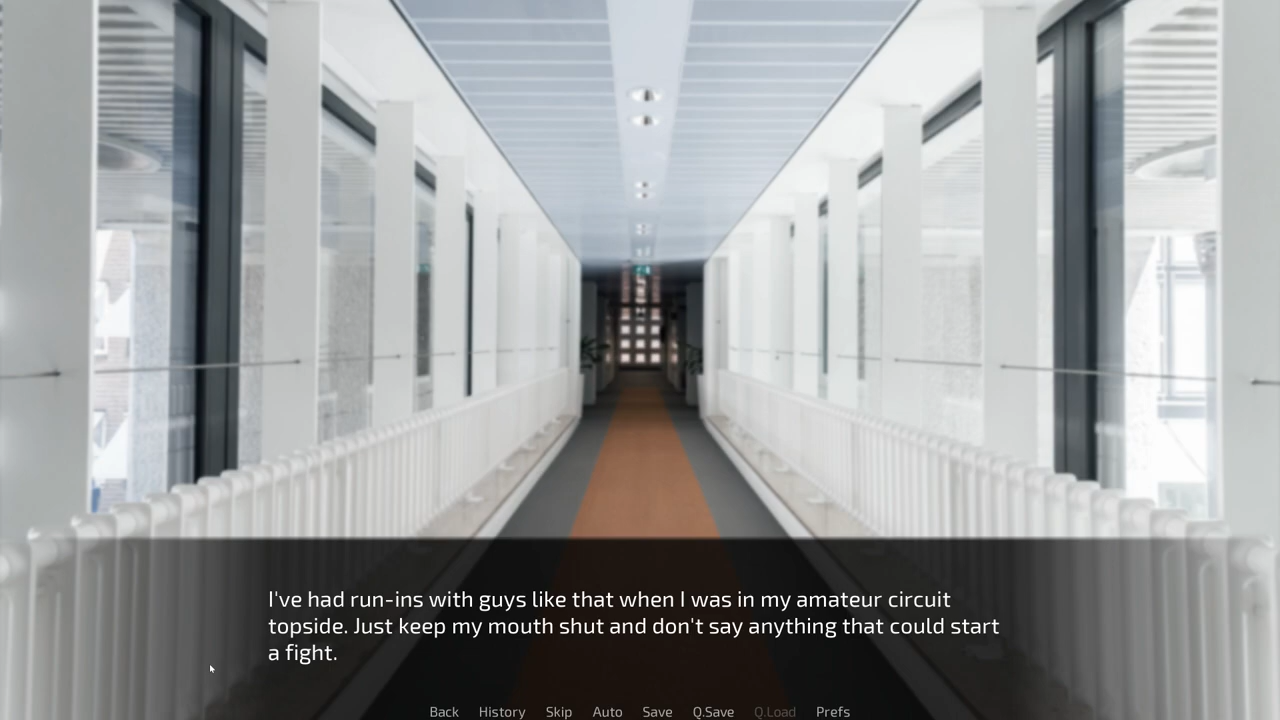 I've had run-ins with guys like that when I was in my amateur circuit
topside. Just keep my mouth shut and don't say anything that could start
a fight.
Back History Skip Auto Save Q.Save Q.Load Prefs